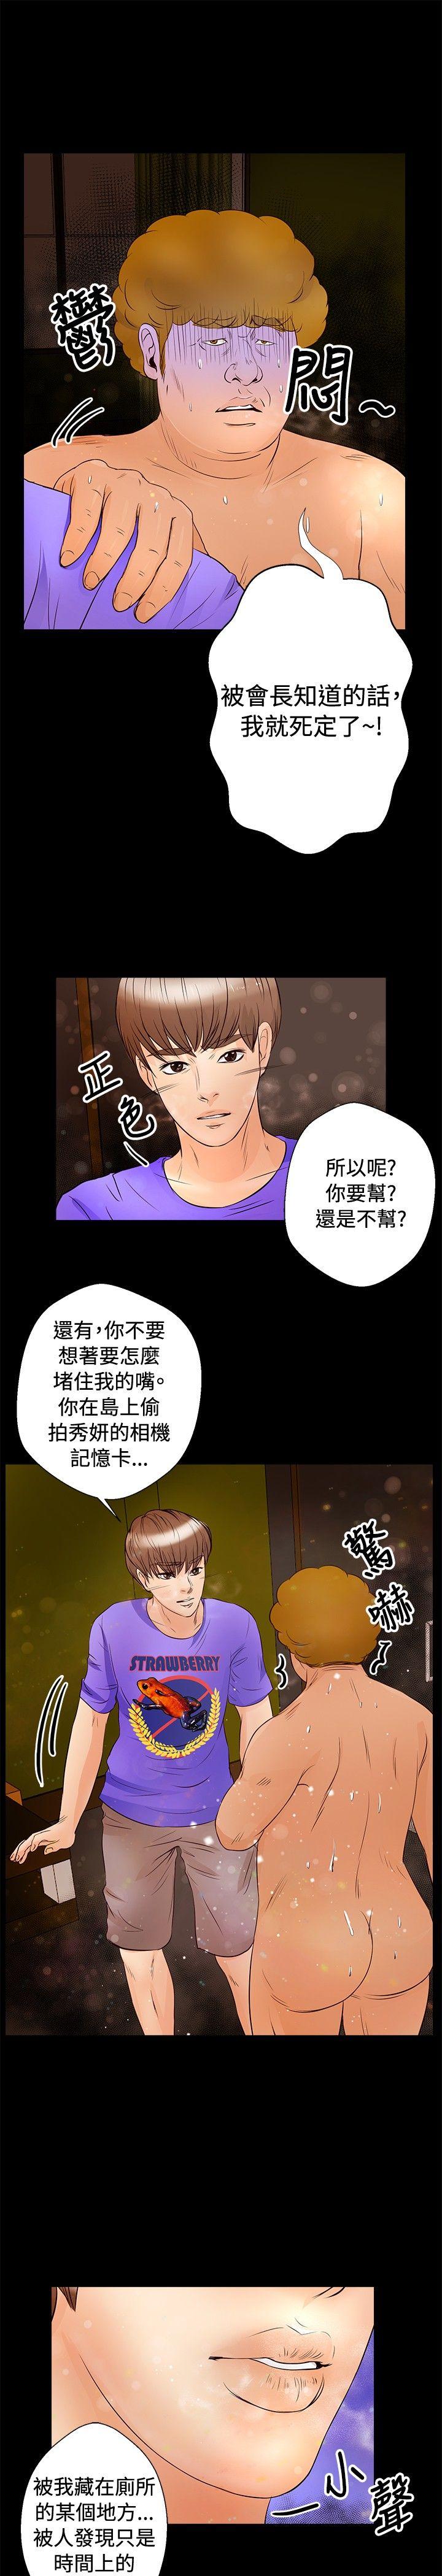 鬱
悶~
被會長知道的話，
我就死定了~!
正色
所以呢?
你要幫?
還是不幫?
還有，你不要
想著要怎麼
堵住我的嘴。
你在島上偷
拍秀妍的相機
記憶卡…
驚嚇
STRAWBERRY
被我藏在廁所
的某個地方…
被人發現只是
時間上的
小聲